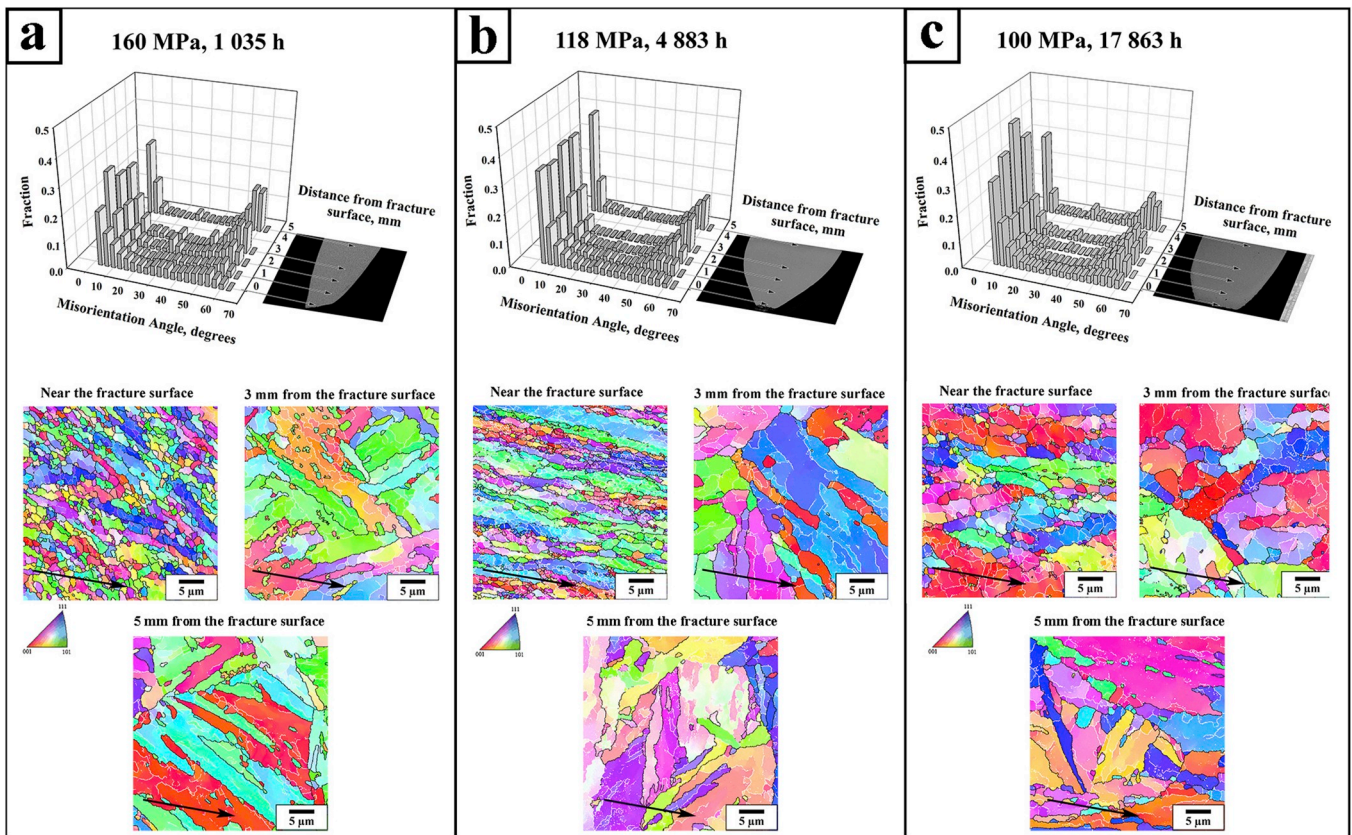 a
160 MPa, 1 035 h
0.5
0.4
0.3
0.2
0.1
0.0
Fraction
0
10
20
30
40
50
60
70
Misorientation Angle, degrees
5
4
3
2
1
0
Distance from fracture
surface, mm
Near the fracture surface
3 mm from the fracture surface
5 µm
5 µm
111
001
101
5 mm from the fracture surface
5 µm
b
118 MPa, 4 883 h
0.5
0.4
0.3
0.2
0.1
0.0
Fraction
0
10
20
30
40
50
60
70
Misorientation Angle, degrees
5
4
3
2
1
0
Distance from fracture
surface, mm
Near the fracture surface
3 mm from the fracture surface
5 µm
5 µm
111
001
101
5 mm from the fracture surface
5 µm
c
100 MPa, 17 863 h
0.5
0.4
0.3
0.2
0.1
0.0
Fraction
0
10
20
30
40
50
60
70
Misorientation Angle, degrees
5
4
3
2
1
0
Distance from fracture
surface, mm
Near the fracture surface
3 mm from the fracture surface
5 µm
5 µm
111
001
101
5 mm from the fracture surface
5 µm